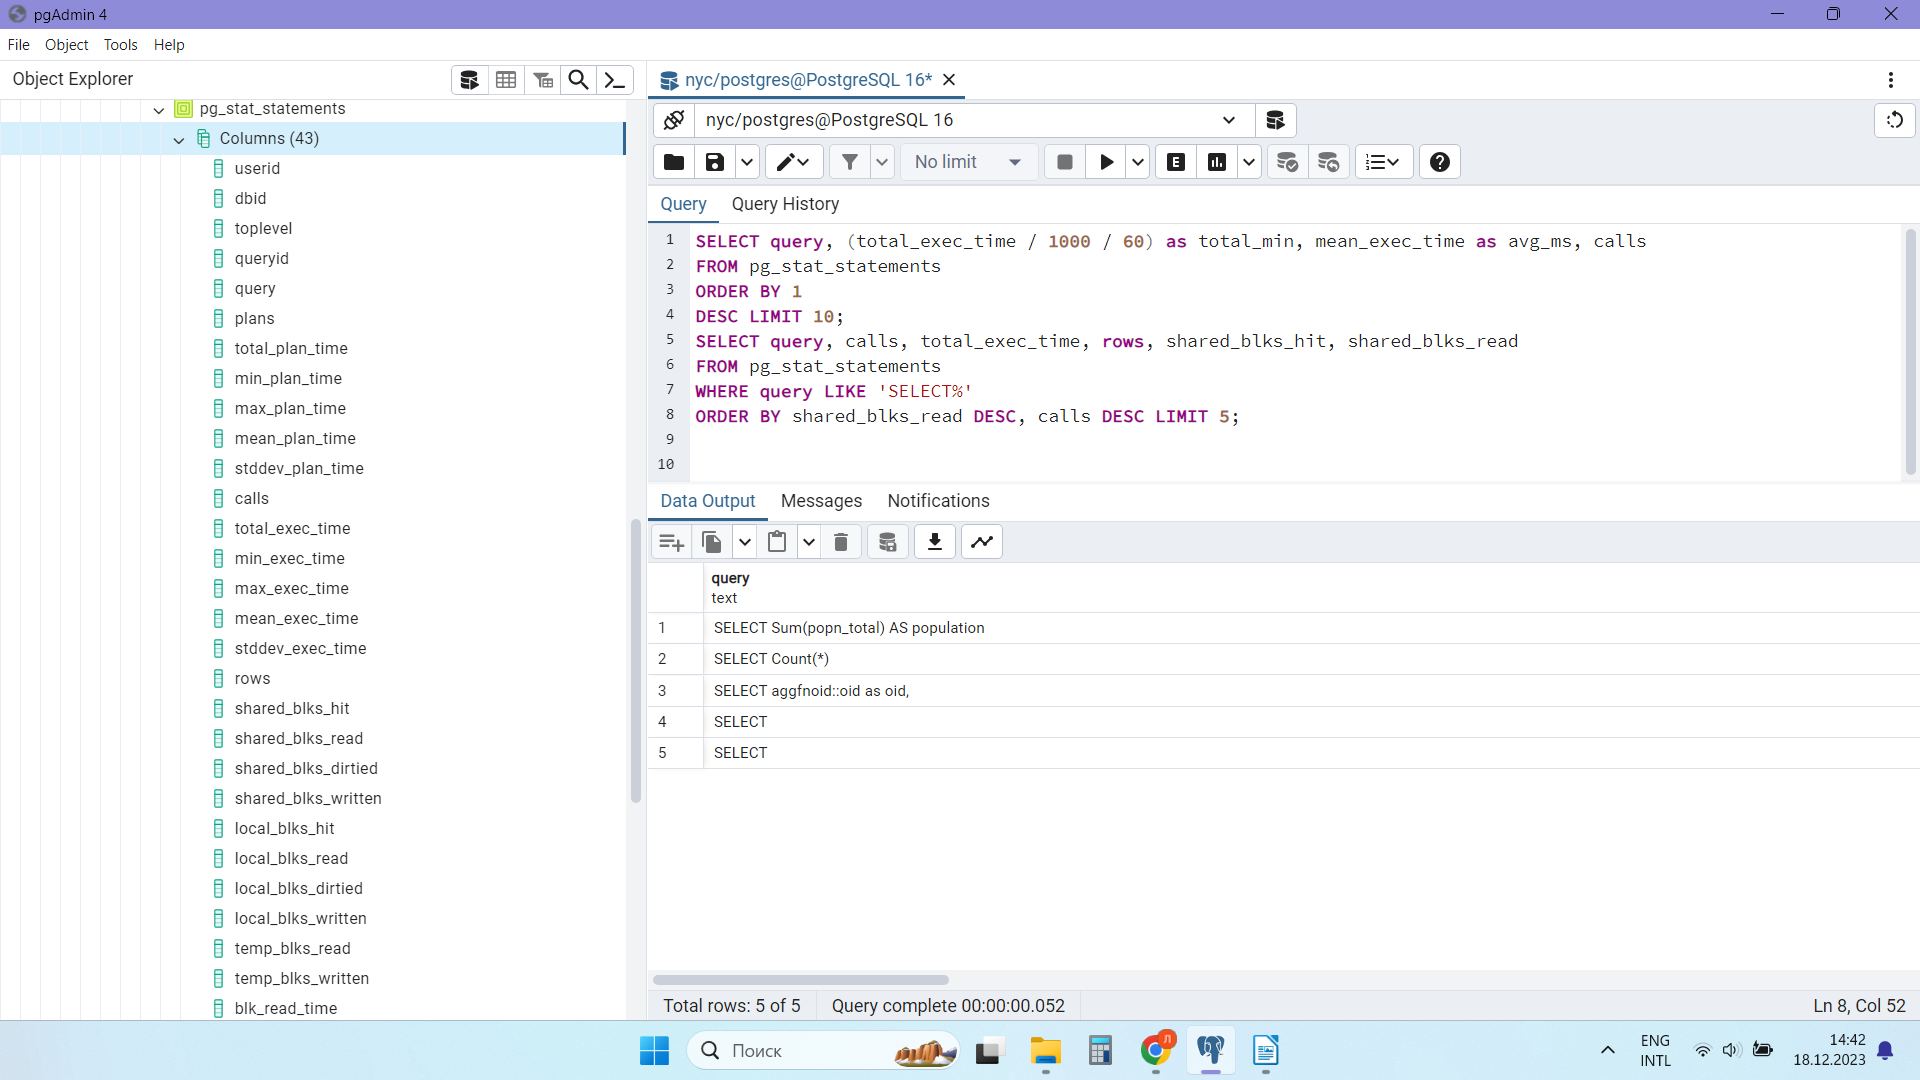 pgAdmin 4
File Object Tools Help
Object Explorer
pg_stat_statements
Columns (43)
userid
dbid
toplevel
queryid
query
plans
total_plan_time
min_plan_time
max_plan_time
mean_plan_time
stddev_plan_time
calls
total_exec_time
min_exec_time
max_exec_time
mean_exec_time
stddev_exec_time
rows
shared_blks_hit
shared_blks_read
shared_blks_dirtied
shared_blks_written
local_blks_hit
local_blks_read
local_blks_dirtied
local_blks_written
temp_blks_read
temp_blks_written
blk_read_time
nyc/postgres@PostgreSQL 16*
nyc/postgres@PostgreSQL 16
No limit
E
Query Query History
1 SELECT query, (total_exec_time / 1000 / 60) as total_min, mean_exec_time as avg_ms, calls
2 FROM pg_stat_statements
3 ORDER BY 1
4 DESC LIMIT 10;
5 SELECT query, calls, total_exec_time, rows, shared_blks_hit, shared_blks_read
6 FROM pg_stat_statements
7 WHERE query LIKE 'SELECT%'
8 ORDER BY shared_blks_read DESC, calls DESC LIMIT 5;
9
10
Data Output Messages Notifications
query
text
1 SELECT Sum(popn_total) AS population
2 SELECT Count(*)
3 SELECT aggfnoid::oid as oid,
4 SELECT
5 SELECT
Total rows: 5 of 5 Query complete 00:00:00.052 Ln 8, Col 52
Поиск
Л
ENG
INTL
14:42
18.12.2023